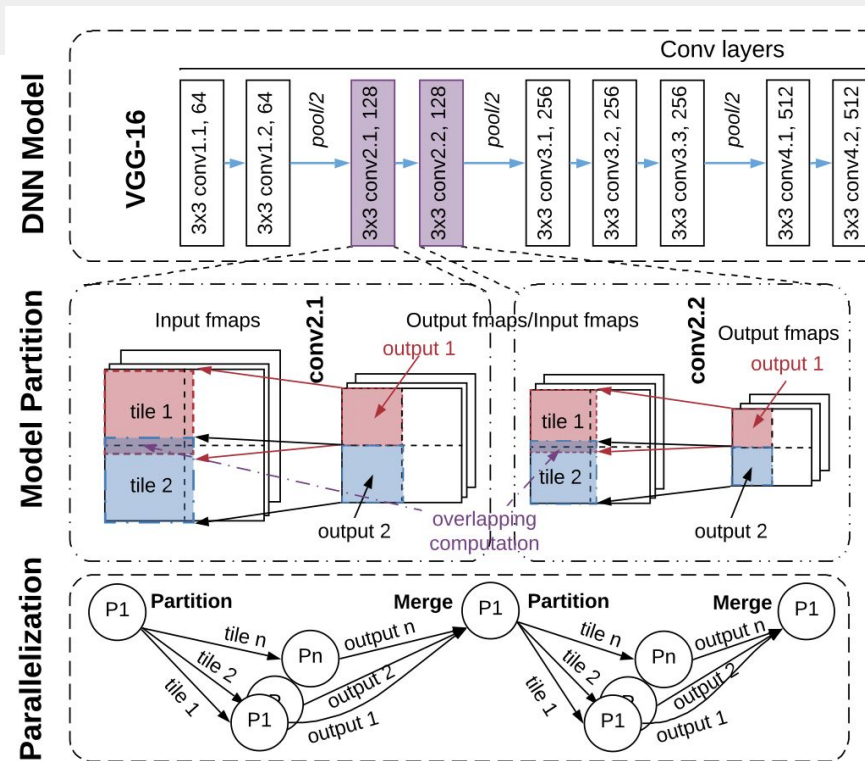 DNN Model
VGG-16
Conv layers
3x3 conv1.1, 64
3x3 conv1.2, 64
pool/2
3x3 conv2.1, 128
3x3 conv2.2, 128
pool/2
3x3 conv3.1, 256
3x3 conv3.2, 256
3x3 conv3.3, 256
pool/2
3x3 conv4.1, 512
3x3 conv4.2, 512
Model Partition
Input fmaps
conv2.1
Output fmaps/Input fmaps
conv2.2
Output fmaps
output 1
output 1
tile 1
tile 2
tile 1
tile 2
output 2
overlapping
computation
output 2
Parallelization
P1
Partition
Merge
P1
Partition
Merge
P1
tile n
tile 2
tile 1
Pn
P1
output n
output 2
output 1
tile n
tile 2
tile 1
Pn
P1
output n
output 2
output 1